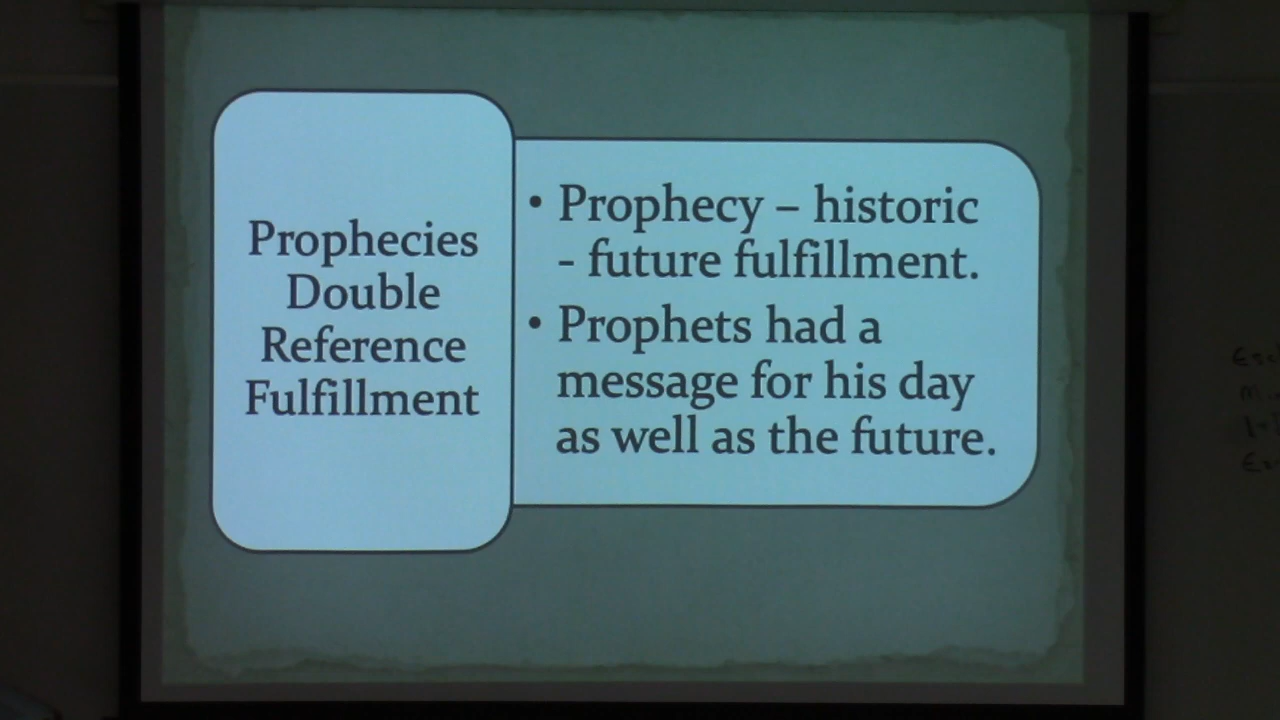 Prophecies
Double
Reference
Fulfillment
• Prophecy – historic
- future fulfillment.
• Prophets had a
message for his day
as well as the future.